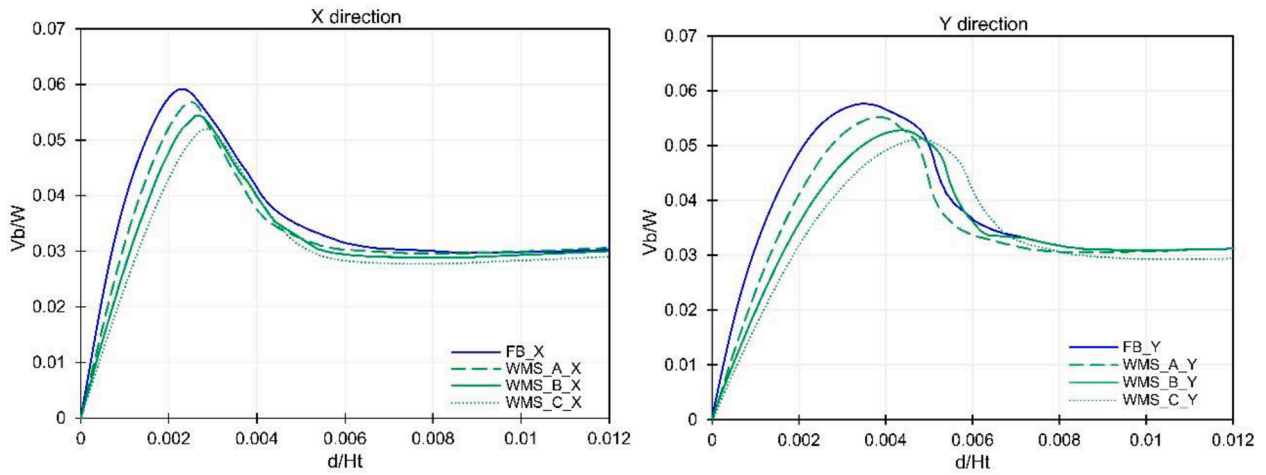 X direction
0.07
0.06
0.05
0.04
0.03
0.02
0.01
0
Vb/W
0 0.002 0.004 0.006 0.008 0.01 0.012
d/Ht
FB_X
WMS_A_X
WMS_B_X
WMS_C_X
Y direction
0.07
0.06
0.05
0.04
0.03
0.02
0.01
0
Vb/W
0 0.002 0.004 0.006 0.008 0.01 0.012
d/Ht
FB_Y
WMS_A_Y
WMS_B_Y
WMS_C_Y